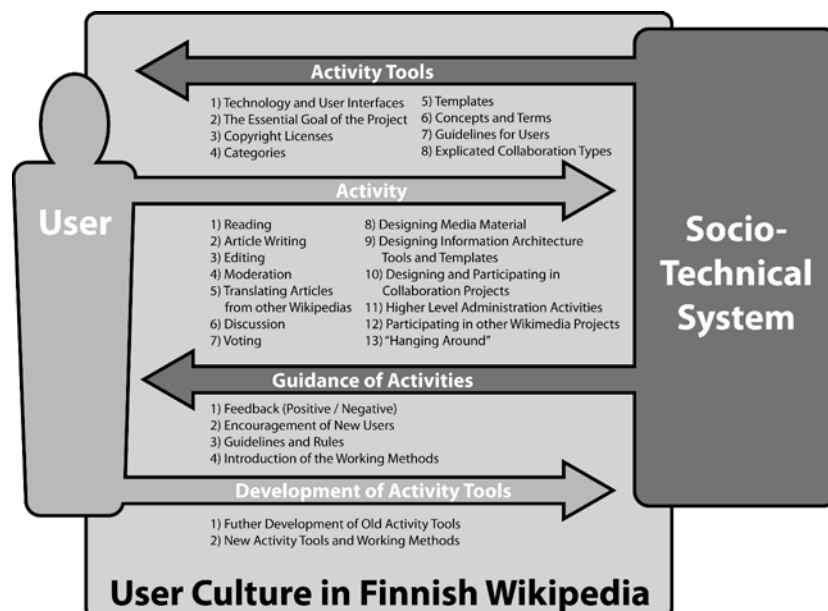 Activity Tools
1) Technology and User Interfaces
2) The Essential Goal of the Project
3) Copyright Licenses
4) Categories
5) Templates
6) Concepts and Terms
7) Guidelines for Users
8) Explicated Collaboration Types
User
Activity
1) Reading
2) Article Writing
3) Editing
4) Moderation
5) Translating Articles
from other Wikipedias
6) Discussion
7) Voting
8) Designing Media Material
9) Designing Information Architecture
Tools and Templates
10) Designing and Participating in
Collaboration Projects
11) Higher Level Administration Activities
12) Participating in other Wikimedia Projects
13) “Hanging Around”
Socio-
Technical
System
Guidance of Activities
1) Feedback (Positive / Negative)
2) Encouragement of New Users
3) Guidelines and Rules
4) Introduction of the Working Methods
Development of Activity Tools
1) Futher Development of Old Activity Tools
2) New Activity Tools and Working Methods
User Culture in Finnish Wikipedia